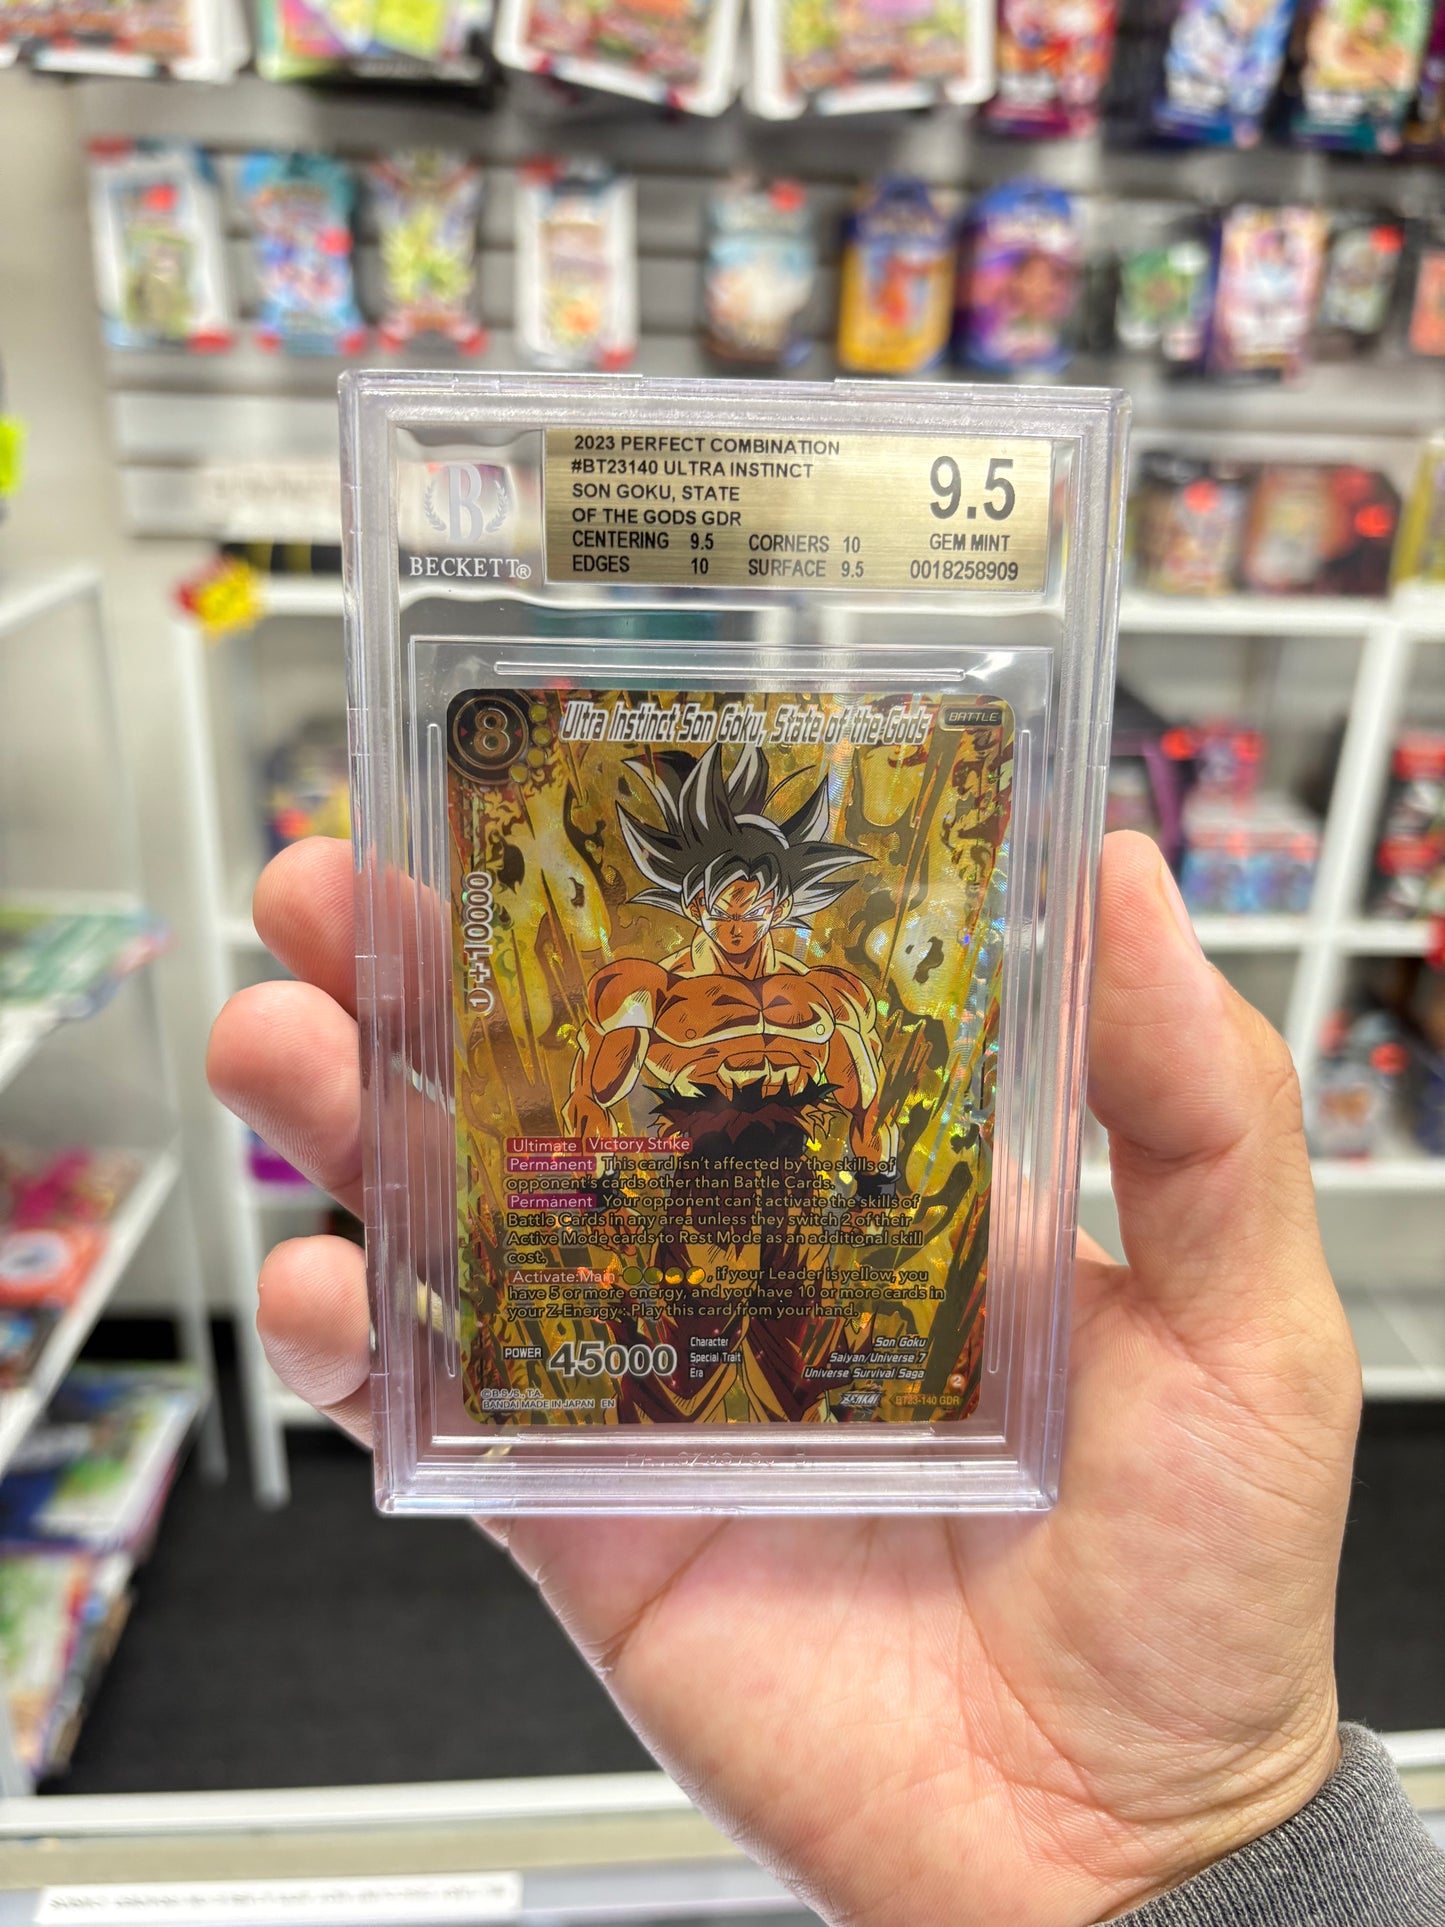 2023 PERFECT COMBINATION
#BT23140 ULTRA INSTINCT
SON GOKU, STATE
OF THE GODS GDR
CENTERING 9.5 CORNERS 10
EDGES 10 SURFACE 9.5
9.5
GEM MINT
0018258909
B
BECKETT®
8
Ultra Instinct Son Goku, State of the Gods
BATTLE
1 +10000
Ultimate Victory Strike
Permanent This card isn't affected by the skills of
opponent's cards other than Battle Cards.
Permanent Your opponent can't activate the skills of
Battle Cards in any area unless they switch 2 of their
Active Mode cards to Rest Mode as an additional skill
cost.
Activate:Main , if your Leader is yellow, you
have 5 or more energy, and you have 10 or more cards in
your Z-Energy : Play this card from your hand.
POWER 45000
Character Son Goku
Special Trait Saiyan/Universe 7
Era Universe Survival Saga
2
©B.S./S., T.A.
BANDAI MADE IN JAPAN EN
BT23-140 GDR